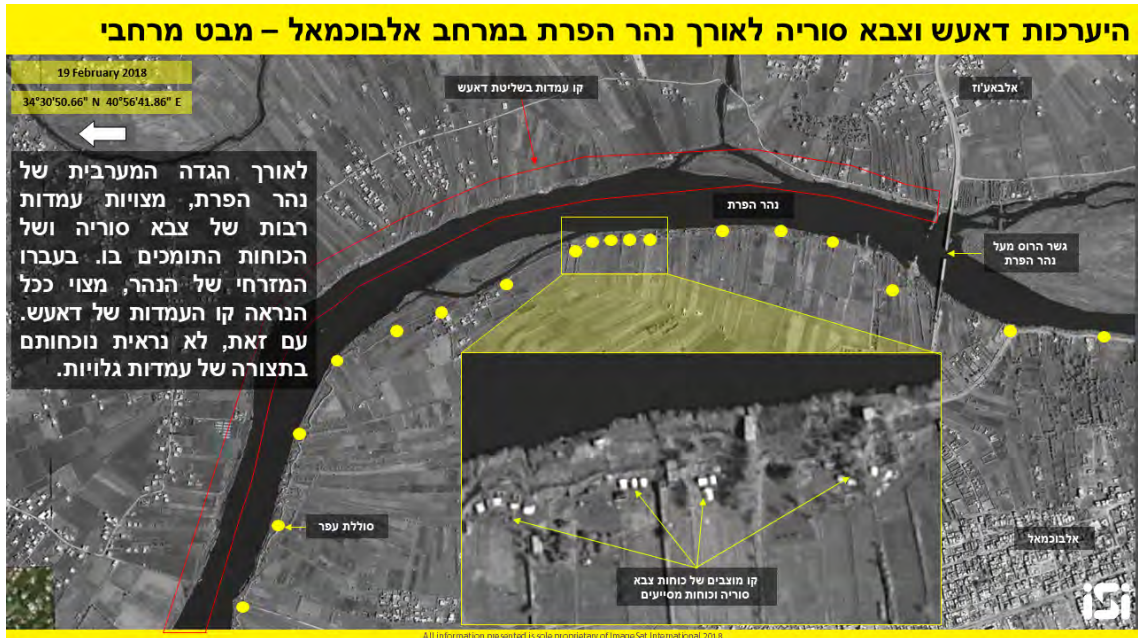 היערכות דאעש וצבא סוריה לאורך נהר הפרת במרחב אלבוכמאל – מבט מרחבי
19 February 2018
34°30'50.66" N 40°56'41.86" E
קו עמדות בשליטת דאעש
אלבאע'וז
לאורך הגדה המערבית של
נהר הפרת, מצויות עמדות
רבות של צבא סוריה ושל
הכוחות התומכים בו. בעברו
המזרחי של הנהר, מצוי ככל
הנראה קו העמדות של דאעש.
עם זאת, לא נראית נוכחותם
בתצורה של עמדות גלויות.
נהר הפרת
גשר הרוס מעל
נהר הפרת
סוללת עפר
אלבוכמאל
קו מוצבים של כוחות צבא
סוריה וכוחות מסייעים
iSi
All information presented is sole proprietary of ImageSat International 2018